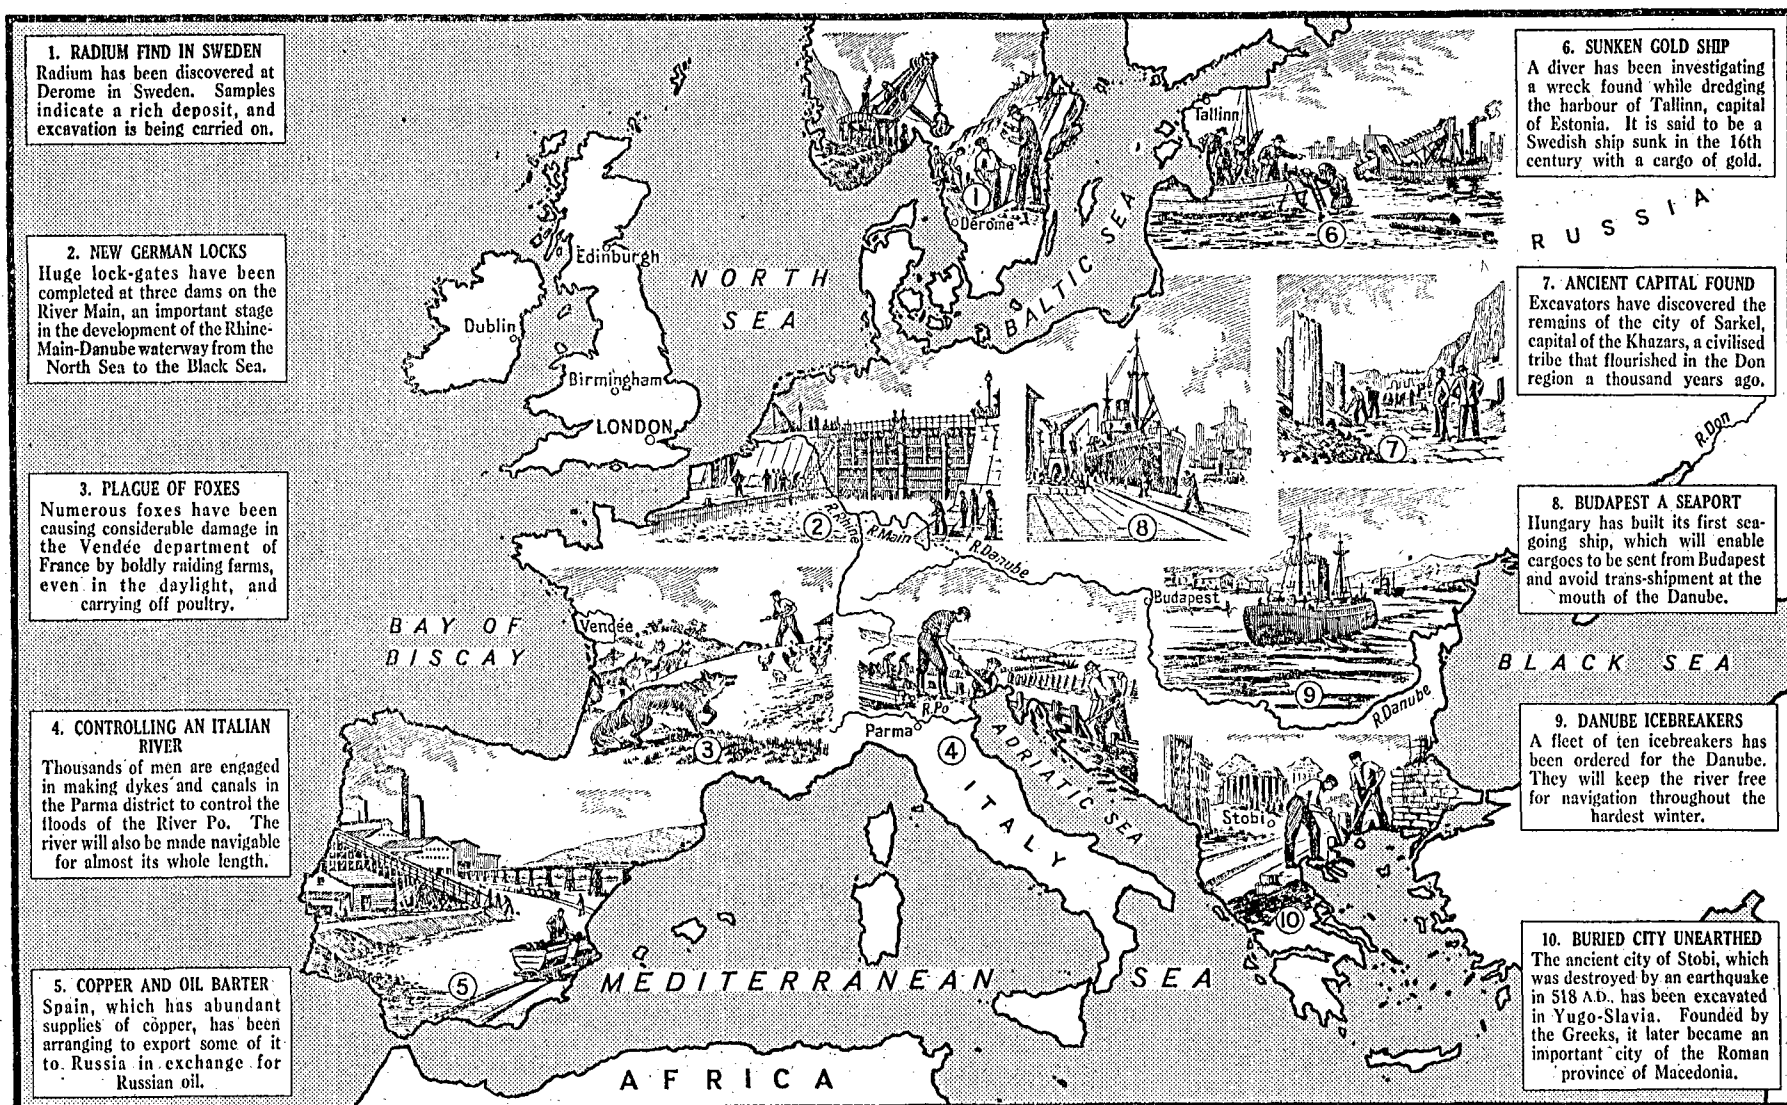 1. RADIUM FIND IN SWEDEN
Radium has been discovered at
Derome in Sweden. Samples
indicate a rich deposit, and
excavation is being carried on.
2. NEW GERMAN LOCKS
Huge lock-gates have been
completed at three dams on the
River Main, an important stage
in the development of the Rhine-
Main-Danube waterway from the
North Sea to the Black Sea.
3. PLAGUE OF FOXES
Numerous foxes have been
causing considerable damage in
the Vendée department of
France by boldly raiding farms,
even in the daylight, and
carrying off poultry.
4. CONTROLLING AN ITALIAN
RIVER
Thousands of men are engaged
in making dykes and canals in
the Parma district to control the
floods of the River Po. The
river will also be made navigable
for almost its whole length.
5. COPPER AND OIL BARTER
Spain, which has abundant
supplies of copper, has been
arranging to export some of it
to Russia in exchange for
Russian oil.
Edinburgh
Dublin
Birmingham
LONDON
NORTH
SEA
Derome
1
BALTIC SEA
Tallinn
6
2
R. Rhine
R. Main
R. Danube
8
7
BAY OF
BISCAY
Vendée
3
Budapest
9
R. Danube
R. Po
Parma
4
ITALY
ADRIATIC SEA
Stobi
10
5
MEDITERRANEAN SEA
AFRICA
RUSSIA
R. Don
BLACK SEA
6. SUNKEN GOLD SHIP
A diver has been investigating
a wreck found while dredging
the harbour of Tallinn, capital
of Estonia. It is said to be a
Swedish ship sunk in the 16th
century with a cargo of gold.
7. ANCIENT CAPITAL FOUND
Excavators have discovered the
remains of the city of Sarkel,
capital of the Khazars, a civilised
tribe that flourished in the Don
region a thousand years ago.
8. BUDAPEST A SEAPORT
Hungary has built its first sea-
going ship, which will enable
cargoes to be sent from Budapest
and avoid trans-shipment at the
mouth of the Danube.
9. DANUBE ICEBREAKERS
A fleet of ten icebreakers has
been ordered for the Danube.
They will keep the river free
for navigation throughout the
hardest winter.
10. BURIED CITY UNEARTHED
The ancient city of Stobi, which
was destroyed by an earthquake
in 518 A.D., has been excavated
in Yugo-Slavia. Founded by
the Greeks, it later became an
important city of the Roman
province of Macedonia.